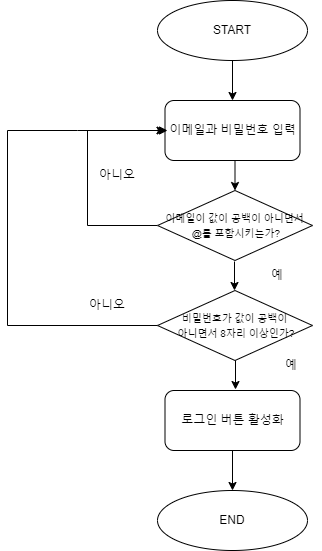 START
이메일과 비밀번호 입력
아니오
이메일이 값이 공백이 아니면서
@를 포함시키는가?
예
아니오
비밀번호가 값이 공백이
아니면서 8자리 이상인가?
예
로그인 버튼 활성화
END